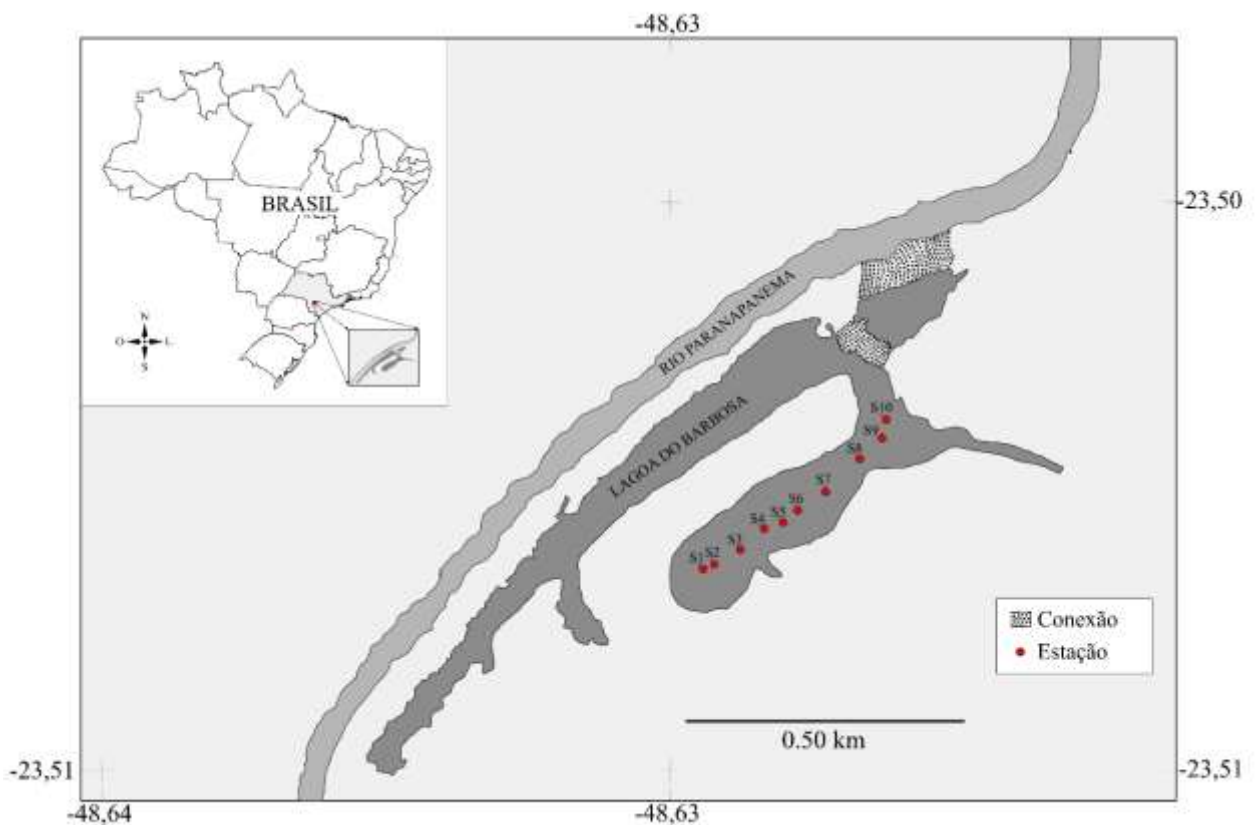 -48,63
BRASIL
N
O
L
S
-23,50
RIO PARANAPANEMA
LAGOA DO BARBOSA
S10
S9
S8
S7
S6
S5
S4
S3
S2
S1
Conexão
Estação
0.50 km
-23,51
-23,51
-48,64
-48,63